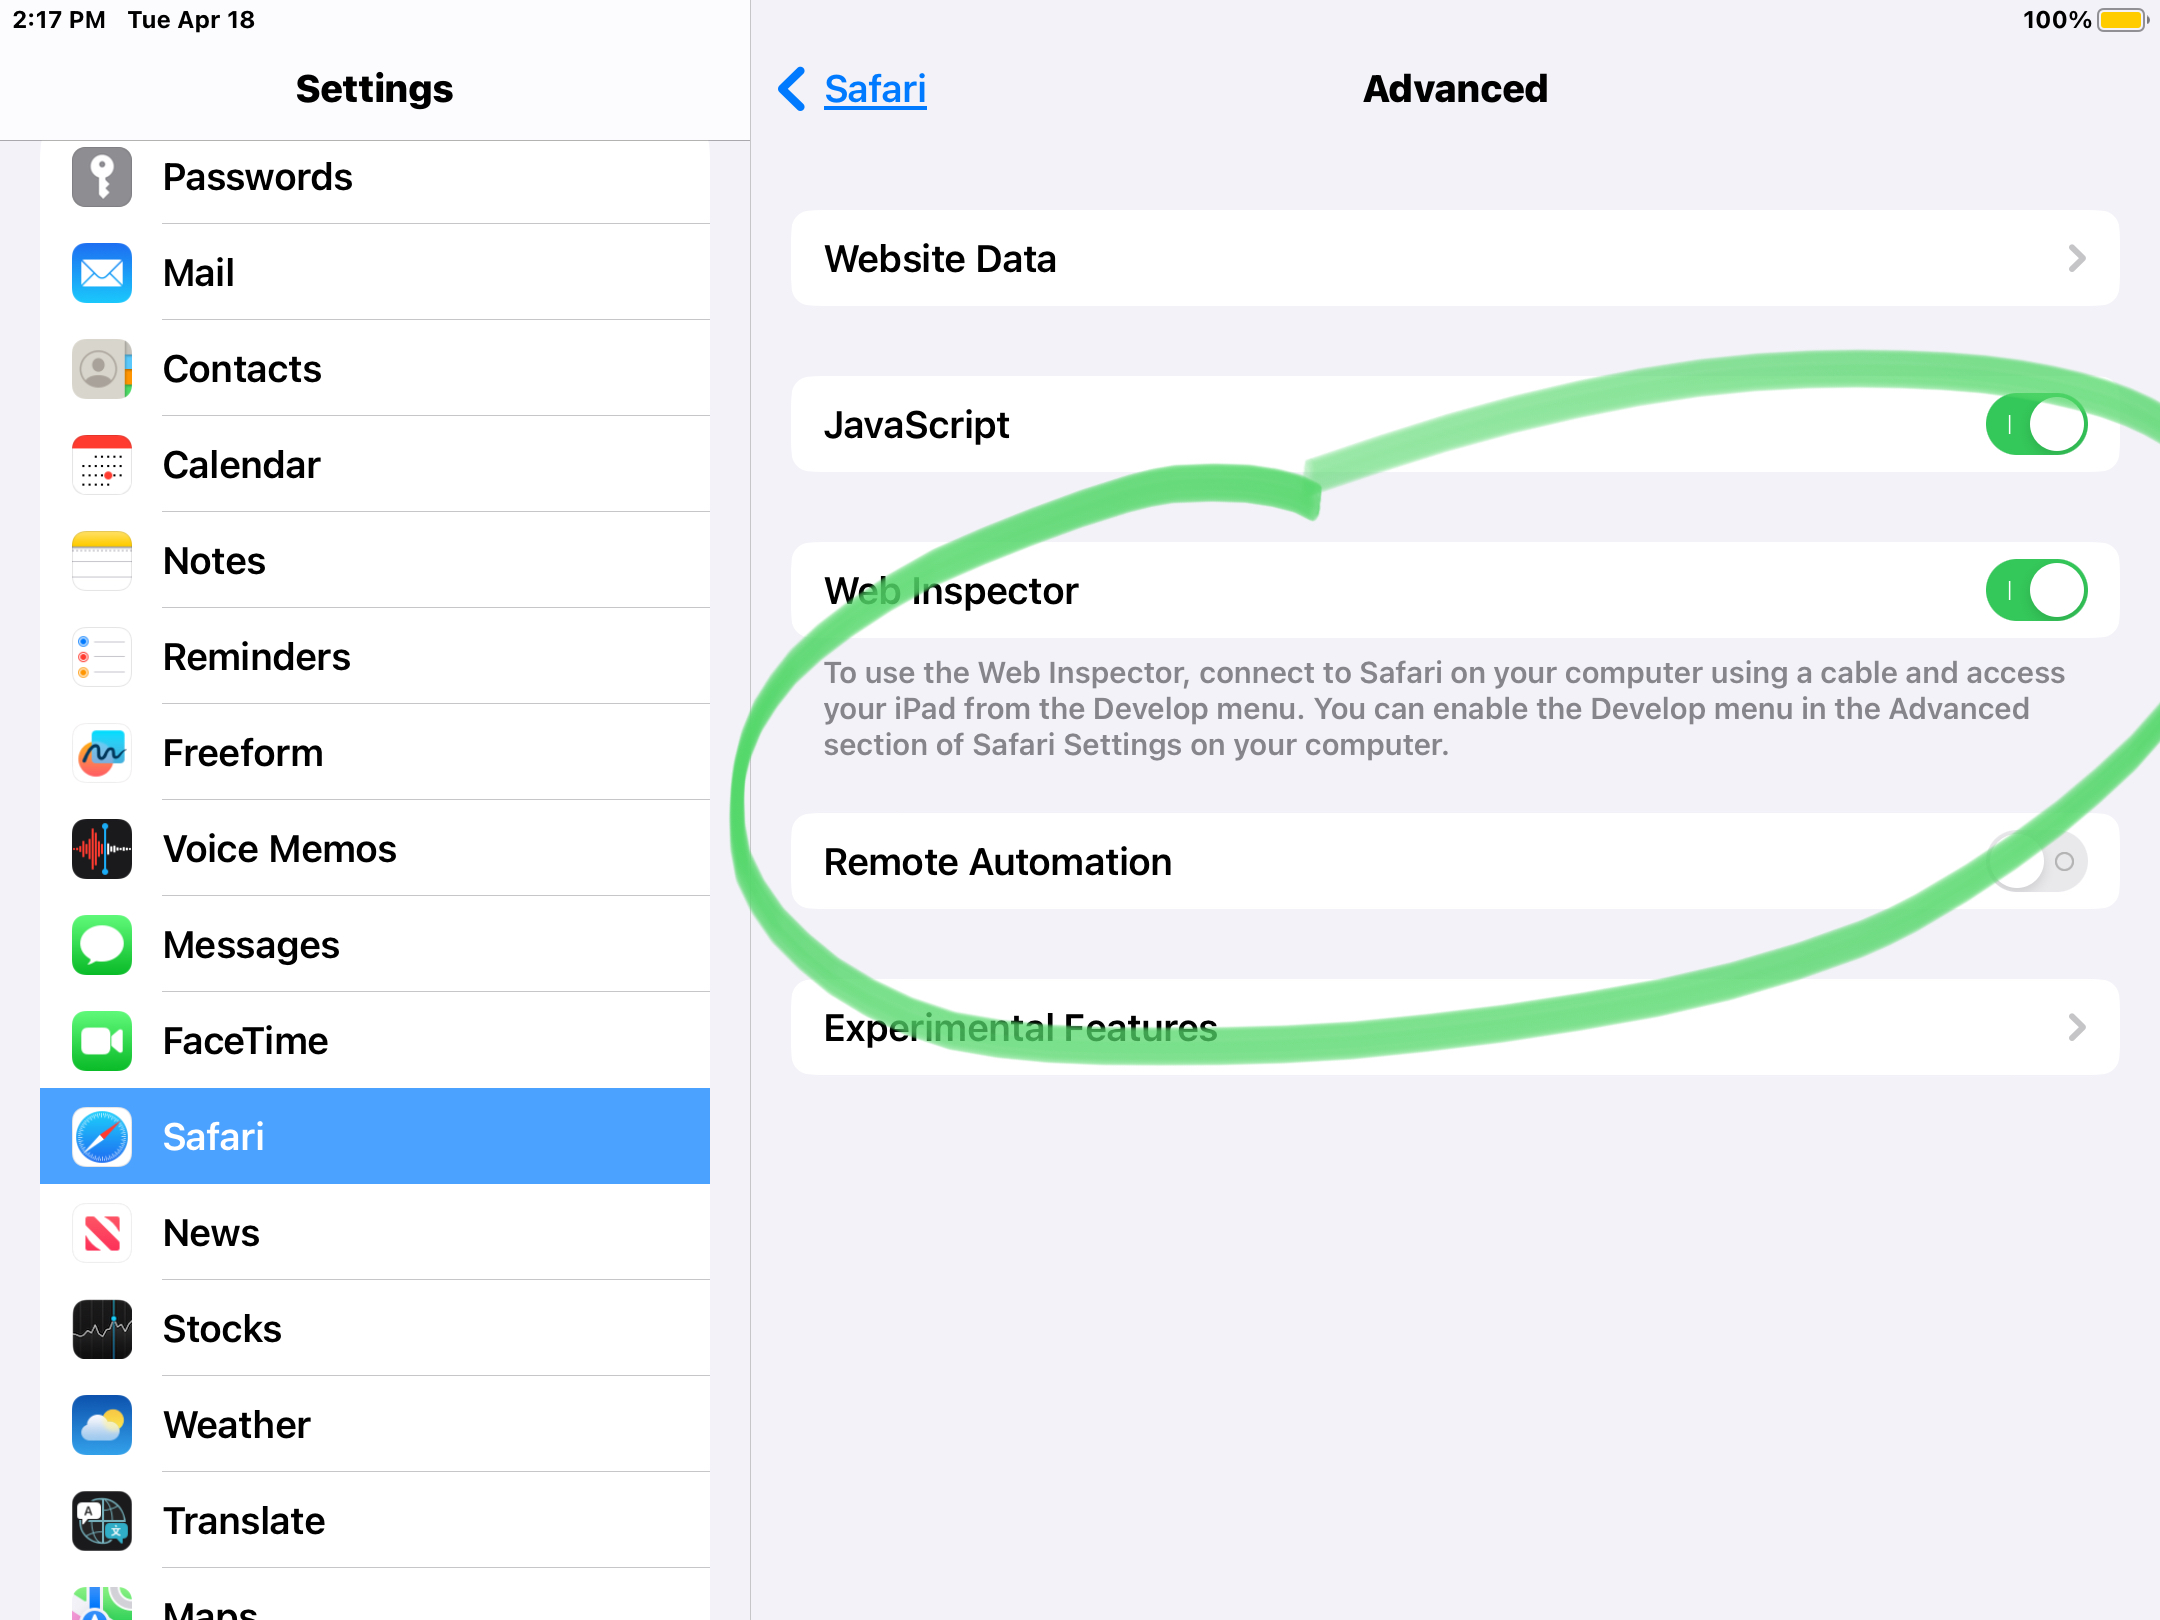 2:17 PM Tue Apr 18
100%
Settings
Passwords
Mail
Contacts
Calendar
Notes
Reminders
Freeform
Voice Memos
Messages
FaceTime
Safari
News
Stocks
Weather
Translate
Maps
Safari
Advanced
Website Data
JavaScript
Web Inspector
To use the Web Inspector, connect to Safari on your computer using a cable and access
your iPad from the Develop menu. You can enable the Develop menu in the Advanced
section of Safari Settings on your computer.
Remote Automation
Experimental Features